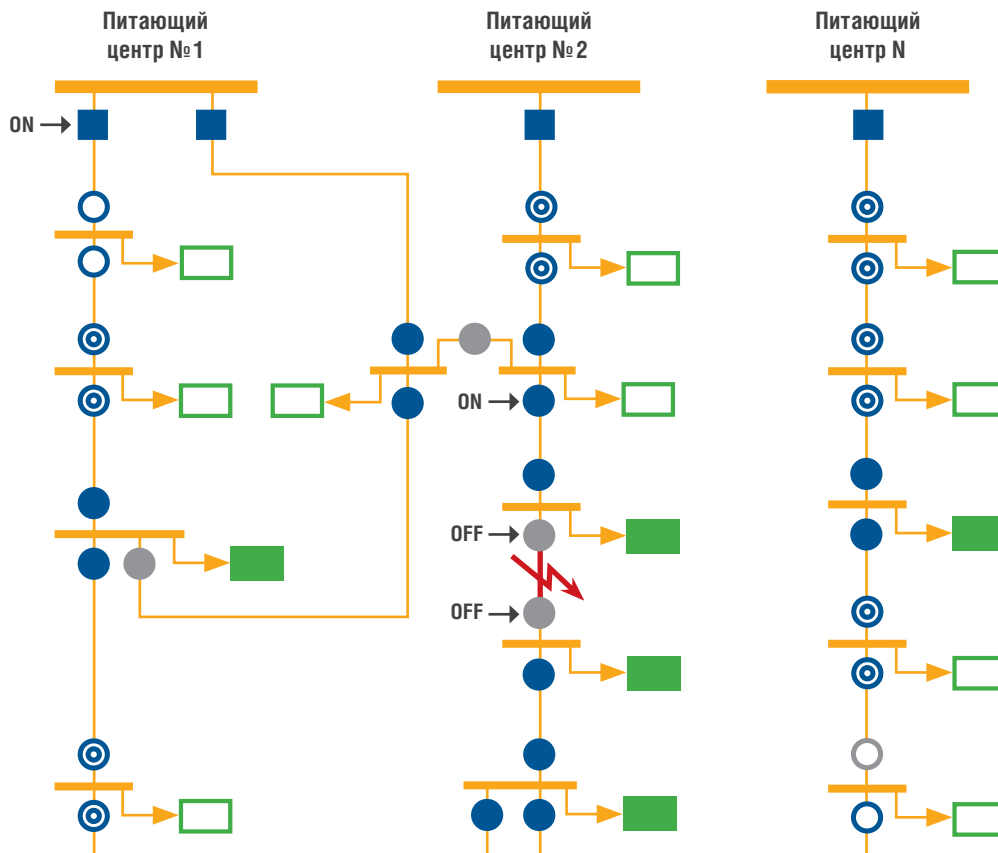 Питающий
центр №1
Питающий
центр №2
Питающий
центр N
ON
ON
OFF
OFF